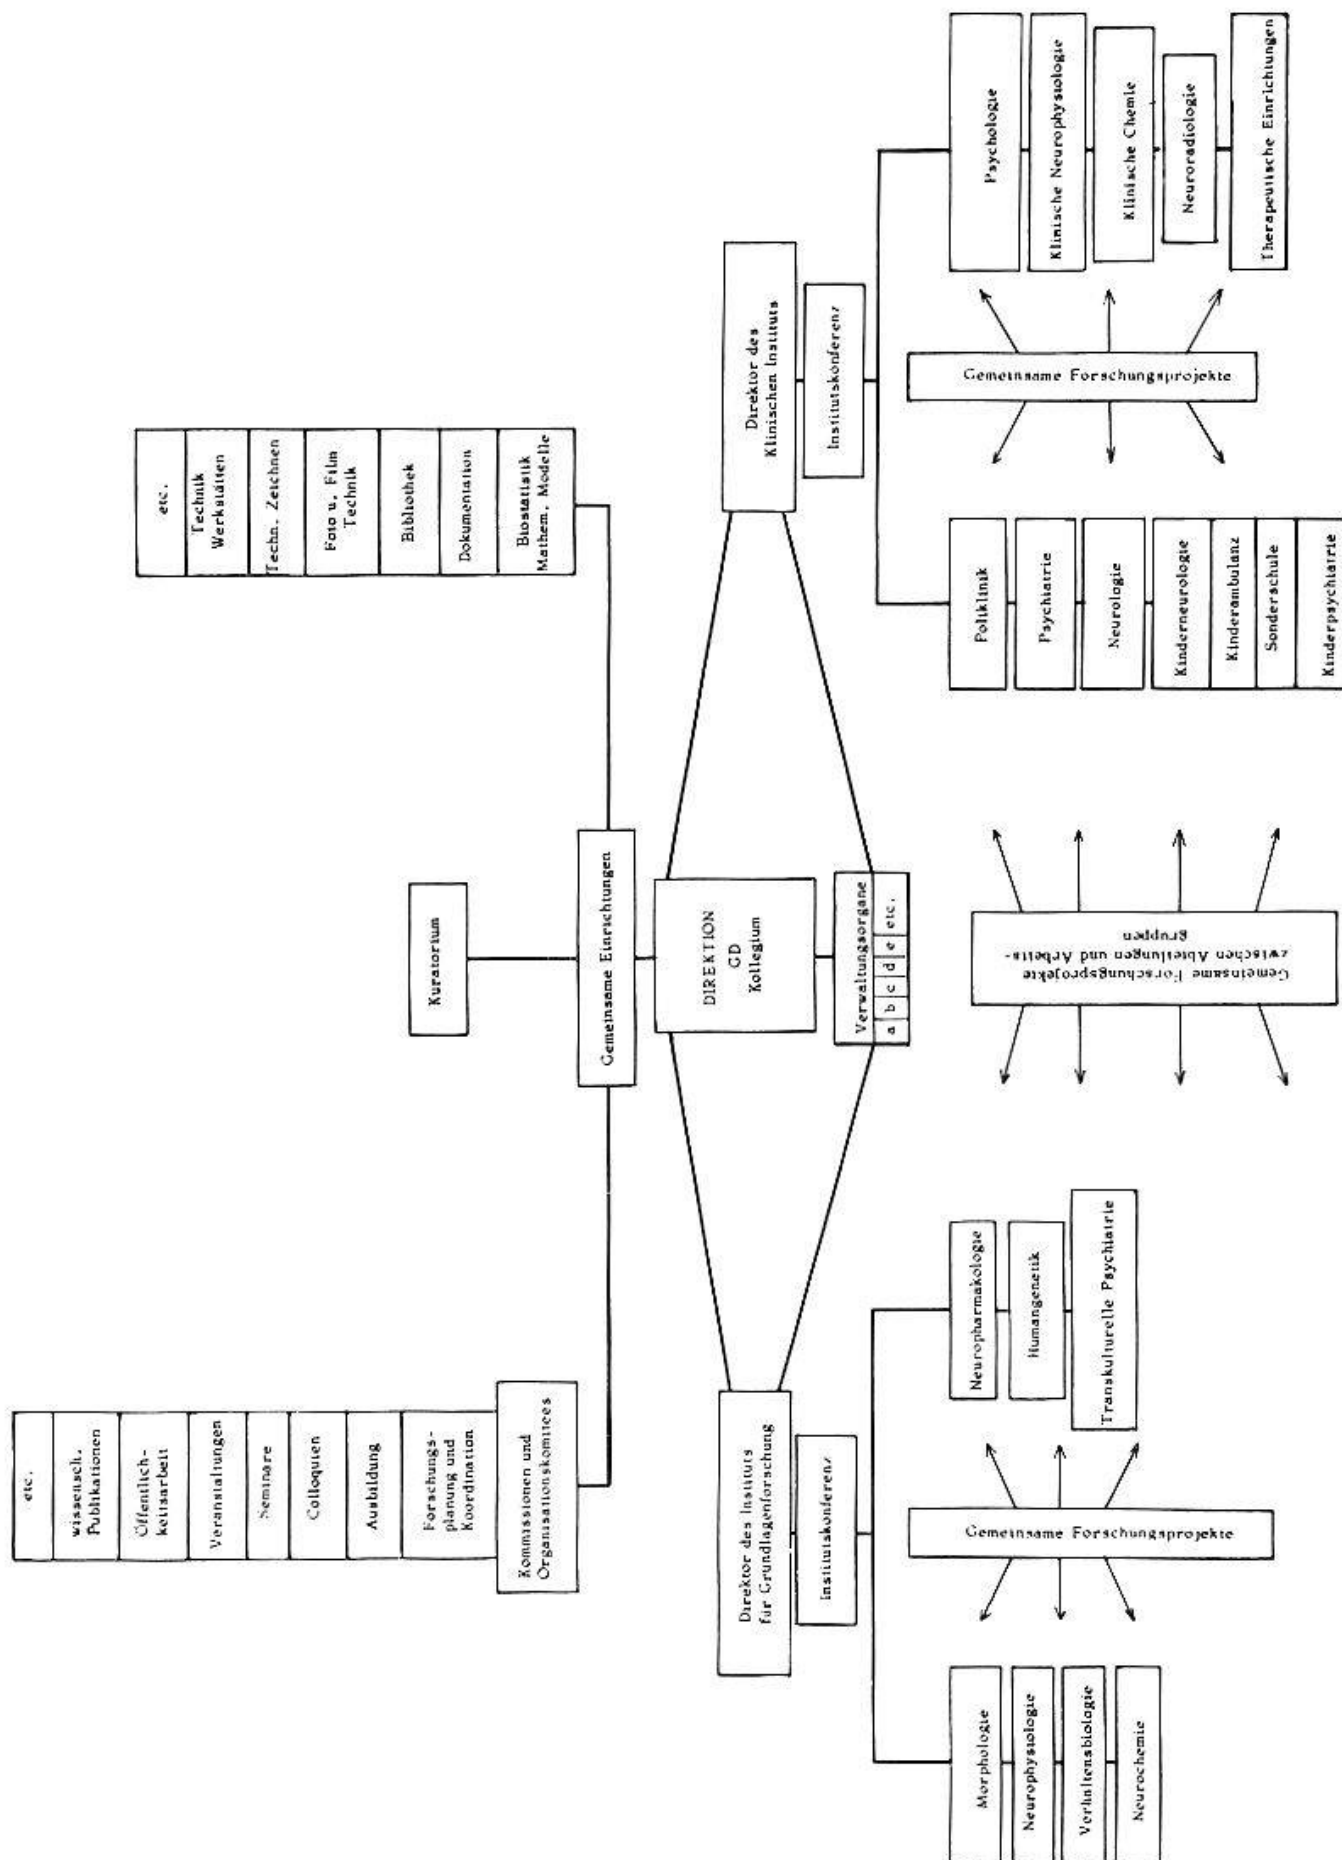 etc.
wissensch.
Publikationen
Öffentlich-
keitsarbeit
Veranstaltungen
Seminare
Colloquien
Ausbildung
Forschungs-
planung und
Koordination
Kommissionen und
Organisationskomitees
Kuratorium
Gemeinsame Einrichtungen
etc.
Technik
Werkstätten
Techn. Zeichnen
Foto u. Film
Technik
Bibliothek
Dokumentation
Biostatistik
Mathem. Modelle
DIREKTION
GD
Kollegium
Verwaltungsorgane
a b c d e etc.
Direktor des Instituts
für Grundlagenforschung
Institutskonferenz
Direktor des
Klinischen Instituts
Institutskonferenz
Morphologie
Neurophysiologie
Verhaltensbiologie
Neurochemie
Gemeinsame Forschungsprojekte
Neuropharmakologie
Humangenetik
Transkulturelle Psychiatrie
Gemeinsame Forschungsprojekte
zwischen Abteilungen und Arbeits-
gruppen
Poliklinik
Psychiatrie
Neurologie
Kinderneurologie
Kinderambulanz
Sonderschule
Kinderpsychiatrie
Gemeinsame Forschungsprojekte
Psychologie
Klinische Neurophysiologie
Klinische Chemie
Neuroradiologie
Therapeutische Einrichtungen